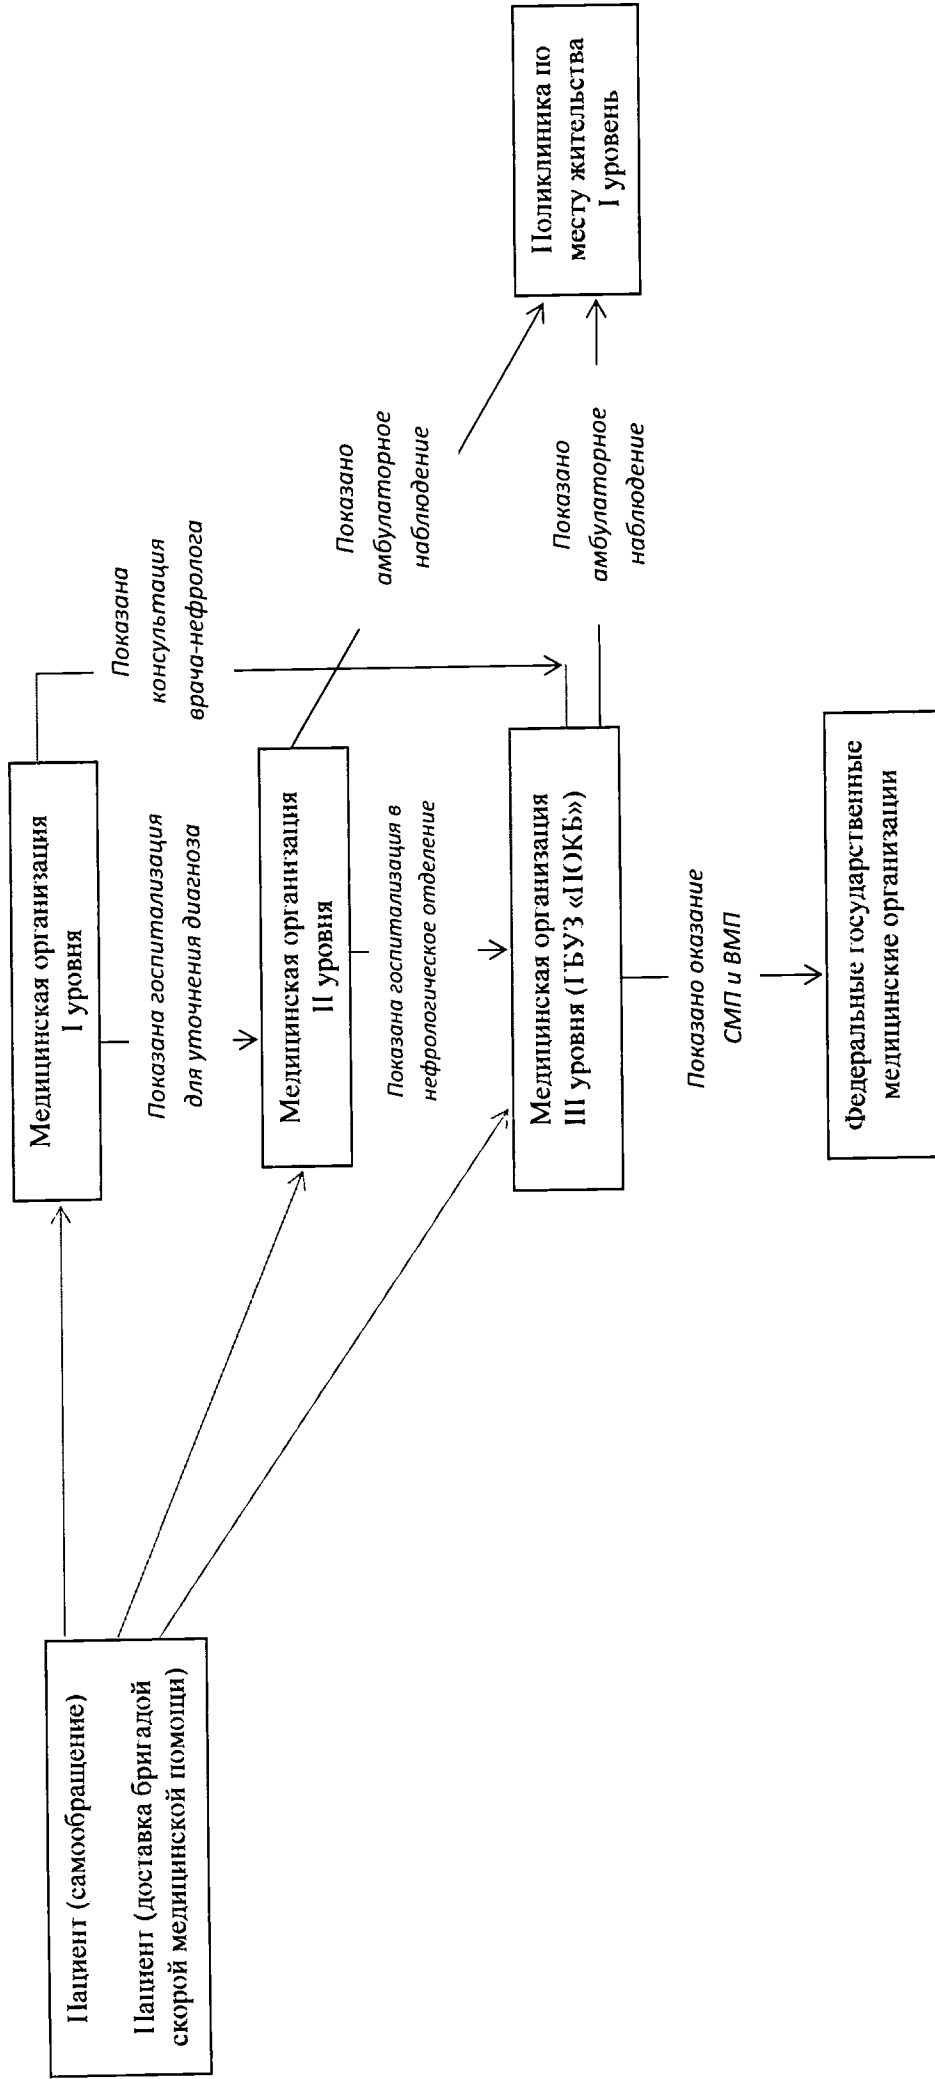 Пациент (самообращение)
Пациент (доставка бригадой
скорой медицинской помощи)
Медицинская организация
I уровня
Показана госпитализация
для уточнения диагноза
Показана
консультация
врача-нефролога
Медицинская организация
II уровня
Показана госпитализация в
нефрологическое отделение
Показано
амбулаторное
наблюдение
Медицинская организация
III уровня (ГБУЗ «ПОКБ»)
Показано
амбулаторное
наблюдение
Поликлиника по
месту жительства
I уровень
Показано оказание
СМП и ВМП
Федеральные государственные
медицинские организации